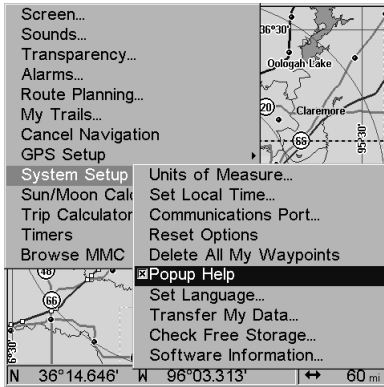 Screen...
Sounds...
Transparency...
Alarms...
Route Planning...
My Trails...
Cancel Navigation
GPS Setup
System Setup
Sun/Moon Calc
Trip Calculator
Timers
Browse MMC
Units of Measure...
Set Local Time...
Communications Port...
Reset Options
Delete All My Waypoints
Popup Help
Set Language...
Transfer My Data...
Check Free Storage...
Software Information...
36°30'
Oologah Lake
20
Claremore
66
95°30'
48
66
6°30'
N 36°14.646' W 96°03.313' ↔ 60 mi